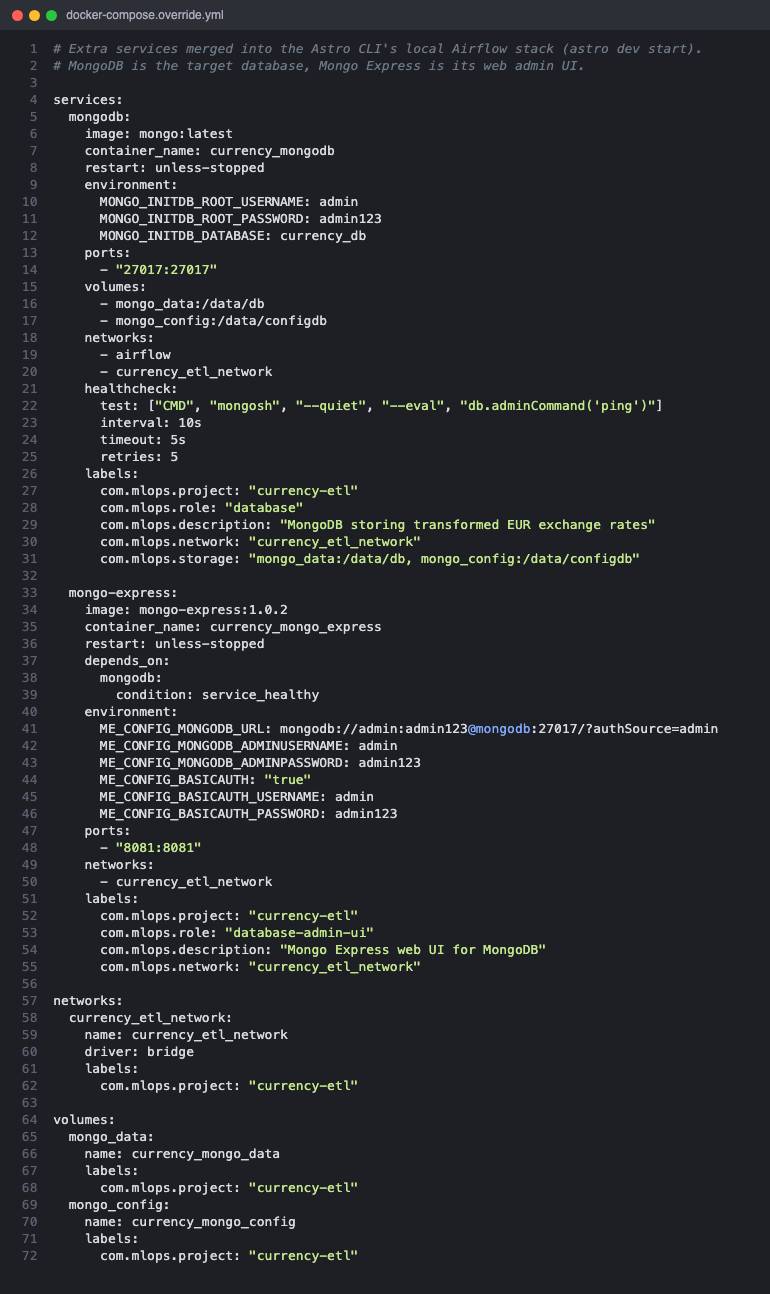 docker-compose.override.yml
1 # Extra services merged into the Astro CLI's local Airflow stack (astro dev start).
2 # MongoDB is the target database, Mongo Express is its web admin UI.
3
4 services:
5   mongodb:
6     image: mongo:latest
7     container_name: currency_mongodb
8     restart: unless-stopped
9     environment:
10       MONGO_INITDB_ROOT_USERNAME: admin
11       MONGO_INITDB_ROOT_PASSWORD: admin123
12       MONGO_INITDB_DATABASE: currency_db
13     ports:
14       - "27017:27017"
15     volumes:
16       - mongo_data:/data/db
17       - mongo_config:/data/configdb
18     networks:
19       - airflow
20       - currency_etl_network
21     healthcheck:
22       test: ["CMD", "mongosh", "--quiet", "--eval", "db.adminCommand('ping')"]
23       interval: 10s
24       timeout: 5s
25       retries: 5
26     labels:
27       com.mlops.project: "currency-etl"
28       com.mlops.role: "database"
29       com.mlops.description: "MongoDB storing transformed EUR exchange rates"
30       com.mlops.network: "currency_etl_network"
31       com.mlops.storage: "mongo_data:/data/db, mongo_config:/data/configdb"
32
33   mongo-express:
34     image: mongo-express:1.0.2
35     container_name: currency_mongo_express
36     restart: unless-stopped
37     depends_on:
38       mongodb:
39         condition: service_healthy
40     environment:
41       ME_CONFIG_MONGODB_URL: mongodb://admin:admin123@mongodb:27017/?authSource=admin
42       ME_CONFIG_MONGODB_ADMINUSERNAME: admin
43       ME_CONFIG_MONGODB_ADMINPASSWORD: admin123
44       ME_CONFIG_BASICAUTH: "true"
45       ME_CONFIG_BASICAUTH_USERNAME: admin
46       ME_CONFIG_BASICAUTH_PASSWORD: admin123
47     ports:
48       - "8081:8081"
49     networks:
50       - currency_etl_network
51     labels:
52       com.mlops.project: "currency-etl"
53       com.mlops.role: "database-admin-ui"
54       com.mlops.description: "Mongo Express web UI for MongoDB"
55       com.mlops.network: "currency_etl_network"
56
57 networks:
58   currency_etl_network:
59     name: currency_etl_network
60     driver: bridge
61     labels:
62       com.mlops.project: "currency-etl"
63
64 volumes:
65   mongo_data:
66     name: currency_mongo_data
67     labels:
68       com.mlops.project: "currency-etl"
69   mongo_config:
70     name: currency_mongo_config
71     labels:
72       com.mlops.project: "currency-etl"